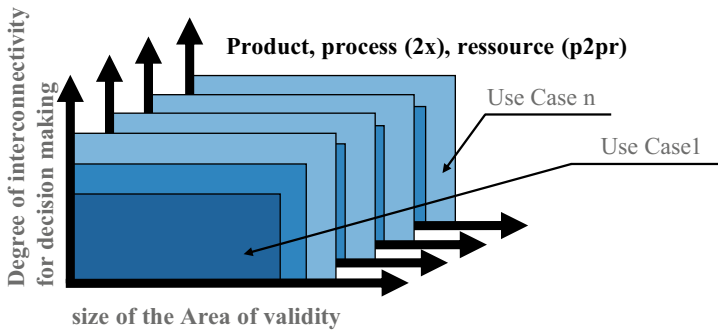 Product, process (2x), ressource (p2pr)
Degree of interconnectivity
for decision making
Use Case n
Use Case1
size of the Area of validity